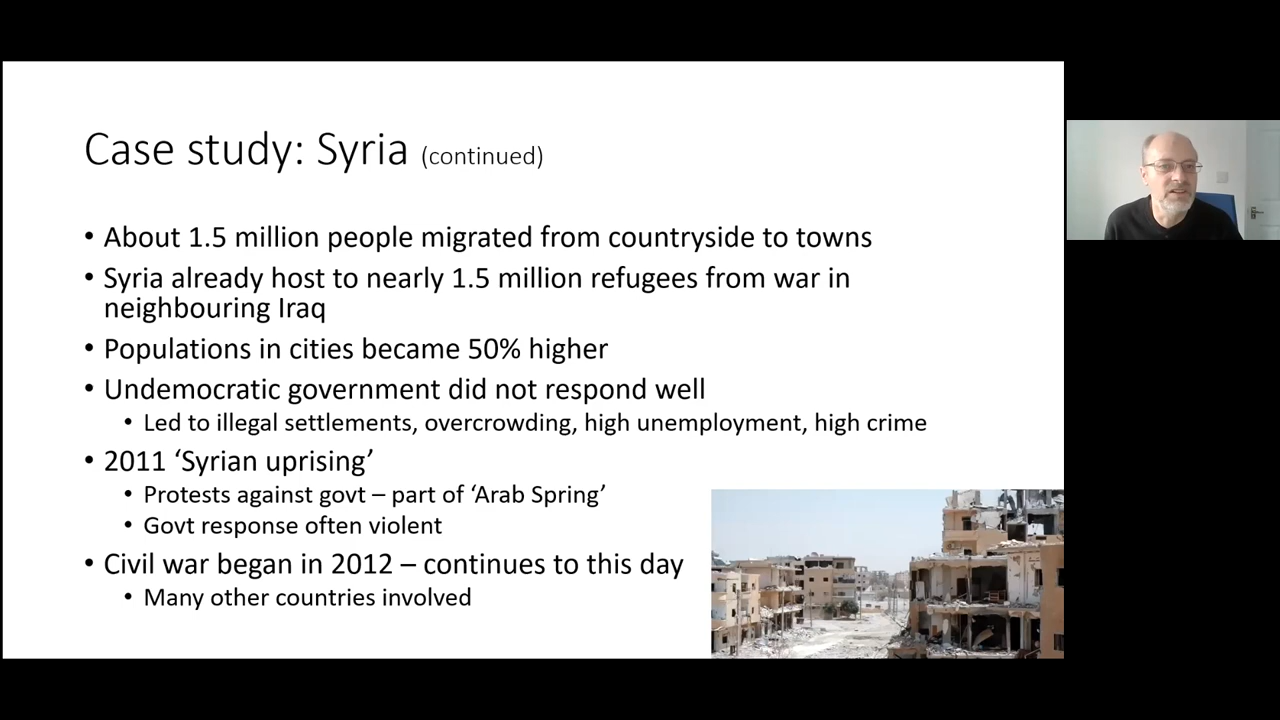 Case study: Syria (continued)
• About 1.5 million people migrated from countryside to towns
• Syria already host to nearly 1.5 million refugees from war in
neighbouring Iraq
• Populations in cities became 50% higher
• Undemocratic government did not respond well
• Led to illegal settlements, overcrowding, high unemployment, high crime
• 2011 ‘Syrian uprising’
• Protests against govt – part of ‘Arab Spring’
• Govt response often violent
• Civil war began in 2012 – continues to this day
• Many other countries involved